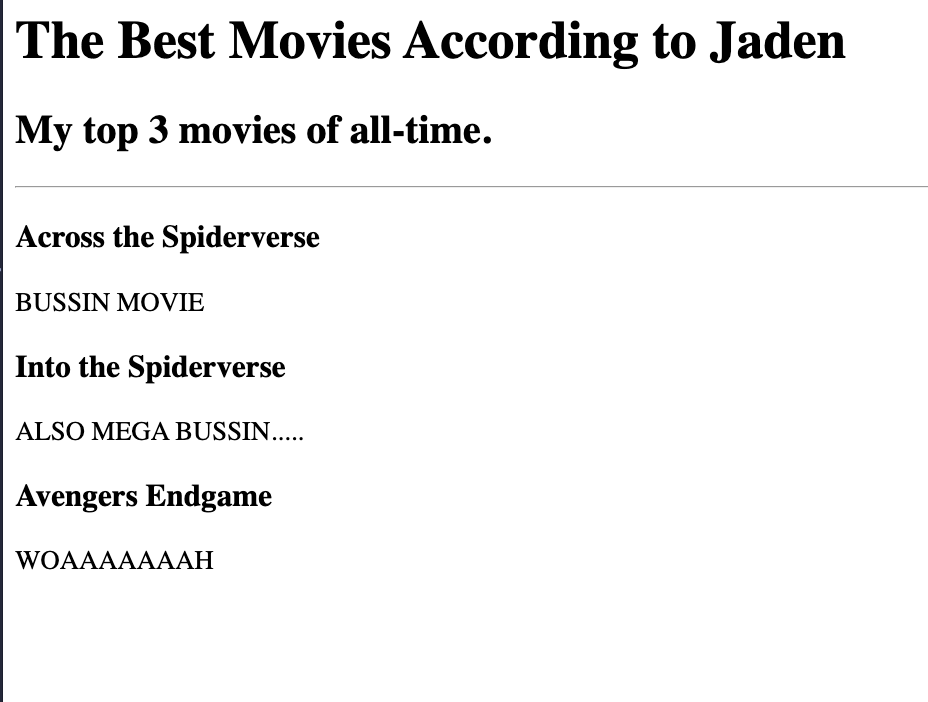 The Best Movies According to Jaden
My top 3 movies of all-time.
Across the Spiderverse
BUSSIN MOVIE
Into the Spiderverse
ALSO MEGA BUSSIN.....
Avengers Endgame
WOAAAAAAAH